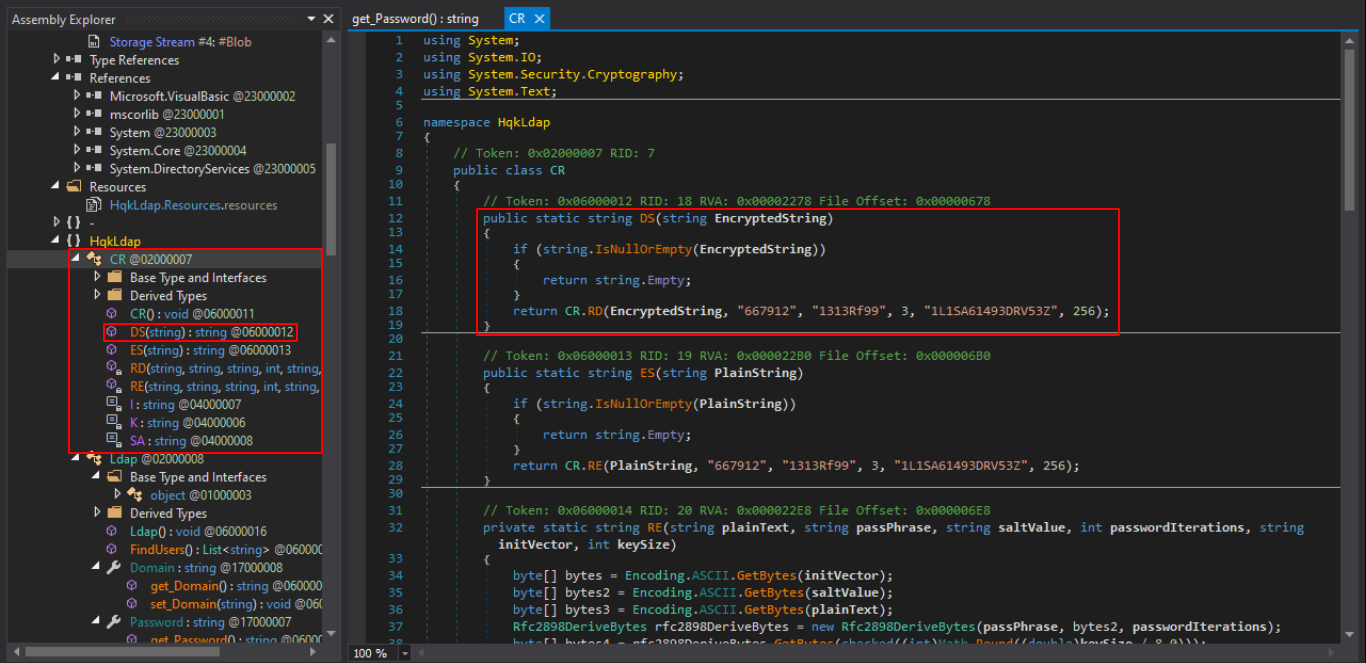 Assembly Explorer
Storage Stream #4: #Blob
Type References
References
Microsoft.VisualBasic @23000002
mscorlib @23000001
System @23000003
System.Core @23000004
System.DirectoryServices @23000005
Resources
HqkLdap.Resources.resources
{ } -
{ } HqkLdap
CR @02000007
Base Type and Interfaces
Derived Types
CR() : void @06000011
DS(string) : string @06000012
ES(string) : string @06000013
RD(string, string, string, int, string,
RE(string, string, string, int, string,
I : string @04000007
K : string @04000006
SA : string @04000008
Ldap @02000008
Base Type and Interfaces
object @01000003
Derived Types
Ldap() : void @06000016
FindUsers() : List<string> @06000
Domain : string @17000008
get_Domain() : string @060000
set_Domain(string) : void @060
Password : string @17000007
get_Password() : string @06000
get_Password() : string
CR
1 using System;
2 using System.IO;
3 using System.Security.Cryptography;
4 using System.Text;
5
6 namespace HqkLdap
7 {
8 // Token: 0x02000007 RID: 7
9 public class CR
10 {
11 // Token: 0x06000012 RID: 18 RVA: 0x00002278 File Offset: 0x00000678
12 public static string DS(string EncryptedString)
13 {
14 if (string.IsNullOrEmpty(EncryptedString))
15 {
16 return string.Empty;
17 }
18 return CR.RD(EncryptedString, "667912", "1313Rf99", 3, "1L1SA61493DRV53Z", 256);
19 }
20
21 // Token: 0x06000013 RID: 19 RVA: 0x000022B0 File Offset: 0x000006B0
22 public static string ES(string PlainString)
23 {
24 if (string.IsNullOrEmpty(PlainString))
25 {
26 return string.Empty;
27 }
28 return CR.RE(PlainString, "667912", "1313Rf99", 3, "1L1SA61493DRV53Z", 256);
29 }
30
31 // Token: 0x06000014 RID: 20 RVA: 0x000022E8 File Offset: 0x000006E8
32 private static string RE(string plainText, string passPhrase, string saltValue, int passwordIterations, string
initVector, int keySize)
33 {
34 byte[] bytes = Encoding.ASCII.GetBytes(initVector);
35 byte[] bytes2 = Encoding.ASCII.GetBytes(saltValue);
36 byte[] bytes3 = Encoding.ASCII.GetBytes(plainText);
37 Rfc2898DeriveBytes rfc2898DeriveBytes = new Rfc2898DeriveBytes(passPhrase, bytes2, passwordIterations);
38 byte[] bytes4 = rfc2898DeriveBytes.GetBytes(checked((int)Math.Round((double)keySize / 8.0)));
100 %